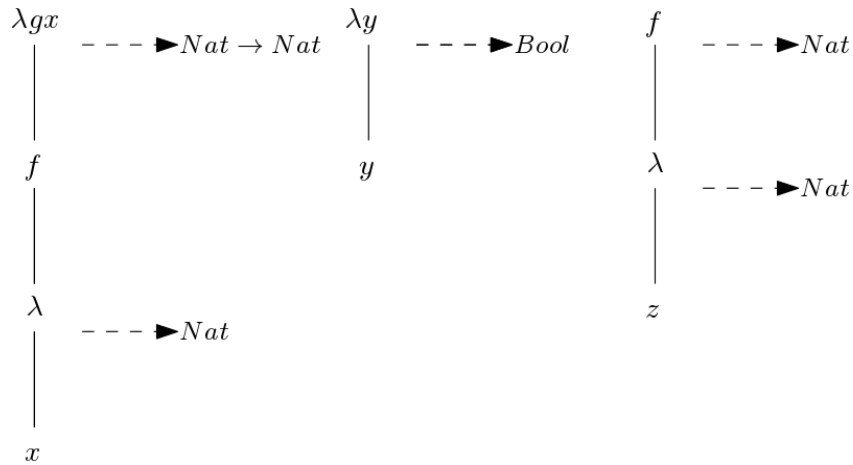 λgx Nat → Nat λy Bool f Nat
f y λ Nat
λ Nat z
x